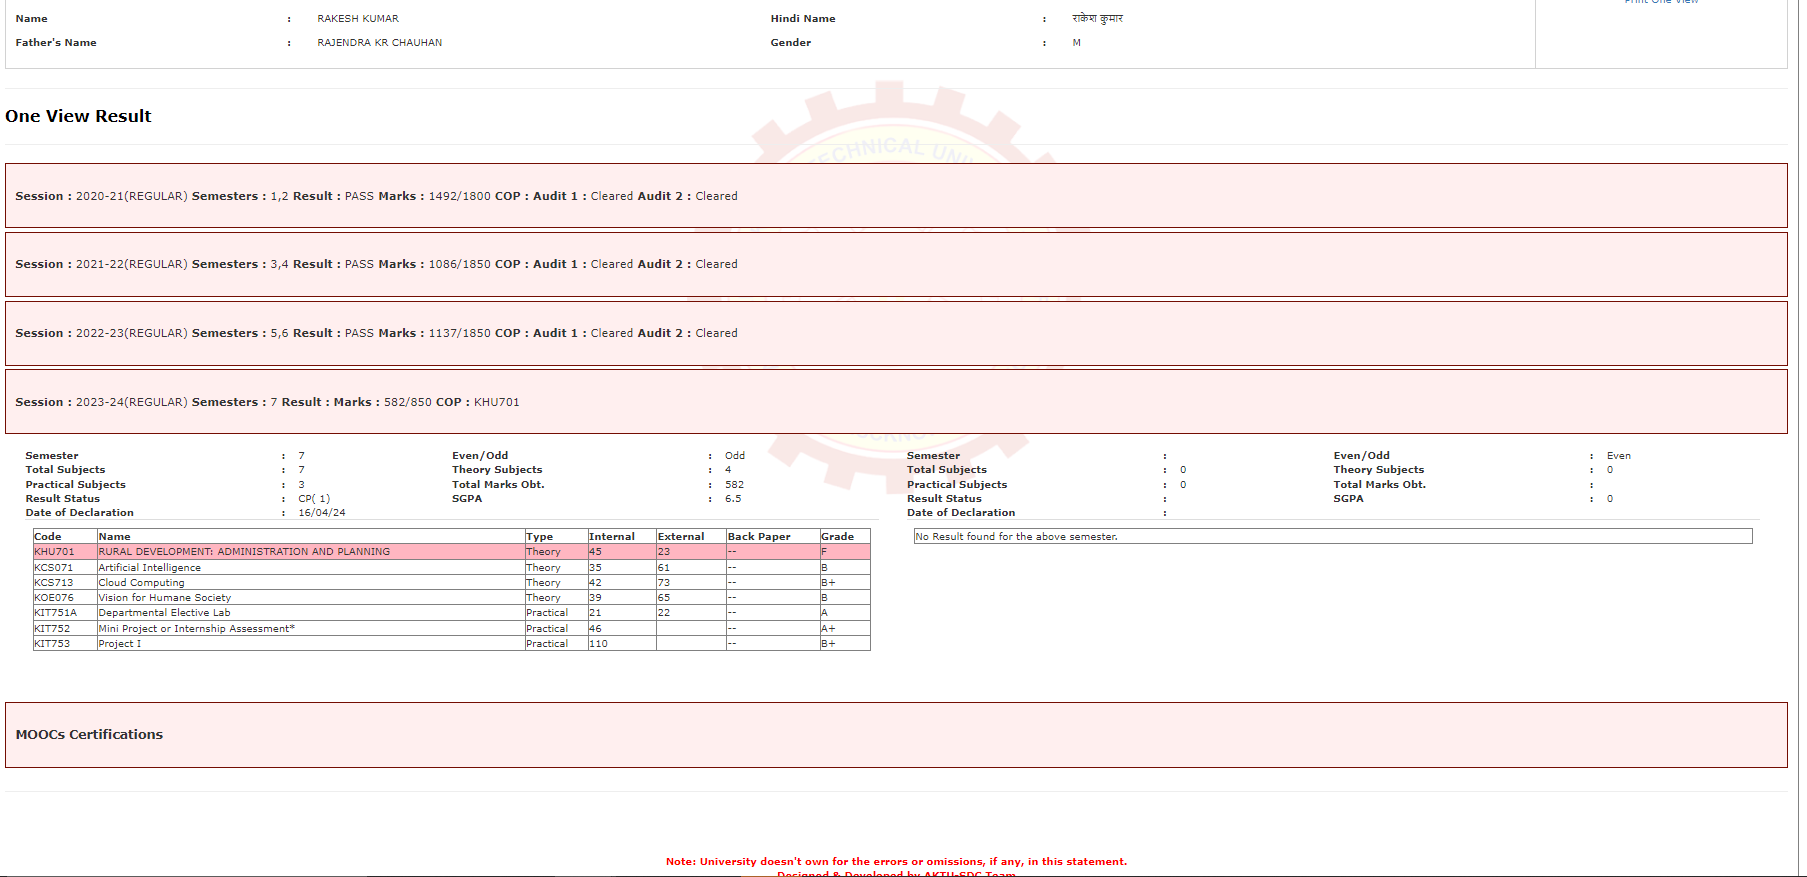 Print One View
Name : RAKESH KUMAR Hindi Name : राकेश कुमार
Father's Name : RAJENDRA KR CHAUHAN Gender : M
One View Result
TECHNICAL UNI
Session : 2020-21(REGULAR) Semesters : 1,2 Result : PASS Marks : 1492/1800 COP : Audit 1 : Cleared Audit 2 : Cleared
Session : 2021-22(REGULAR) Semesters : 3,4 Result : PASS Marks : 1086/1850 COP : Audit 1 : Cleared Audit 2 : Cleared
Session : 2022-23(REGULAR) Semesters : 5,6 Result : PASS Marks : 1137/1850 COP : Audit 1 : Cleared Audit 2 : Cleared
Session : 2023-24(REGULAR) Semesters : 7 Result : Marks : 582/850 COP : KHU701
Semester : 7 Even/Odd : Odd
Total Subjects : 7 Theory Subjects : 4
Practical Subjects : 3 Total Marks Obt. : 582
Result Status : CP( 1) SGPA : 6.5
Date of Declaration : 16/04/24
Code Name Type Internal External Back Paper Grade
KHU701 RURAL DEVELOPMENT: ADMINISTRATION AND PLANNING Theory 45 23 -- F
KCS071 Artificial Intelligence Theory 35 61 -- B
KCS713 Cloud Computing Theory 42 73 -- B+
KOE076 Vision for Humane Society Theory 39 65 -- B
KIT751A Departmental Elective Lab Practical 21 22 -- A
KIT752 Mini Project or Internship Assessment* Practical 46 -- A+
KIT753 Project I Practical 110 -- B+
Semester : Even/Odd : Even
Total Subjects : 0 Theory Subjects : 0
Practical Subjects : 0 Total Marks Obt. :
Result Status : SGPA : 0
Date of Declaration :
No Result found for the above semester.
MOOCs Certifications
Note: University doesn't own for the errors or omissions, if any, in this statement.
Designed & Developed by AKTU-SDC Team